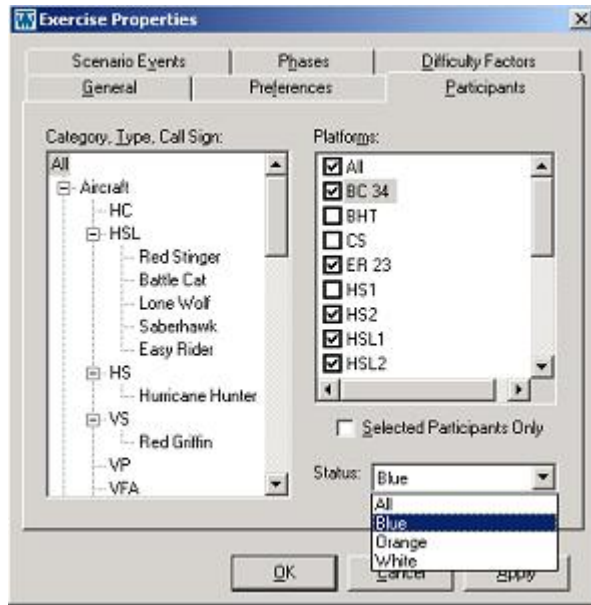 Exercise Properties
Scenario Events
Phases
Difficulty Factors
General
Preferences
Participants
Category, Type, Call Sign:
All
Aircraft
HC
HSL
Red Stinger
Battle Cat
Lone Wolf
Saberhawk
Easy Rider
HS
Hurricane Hunter
VS
Red Griffin
VP
VFA
Platforms:
All
BC 34
BHT
CS
ER 23
HS1
HS2
HSL1
HSL2
Selected Participants Only
Status:
Blue
All
Blue
Orange
White
OK
Cancel
Apply